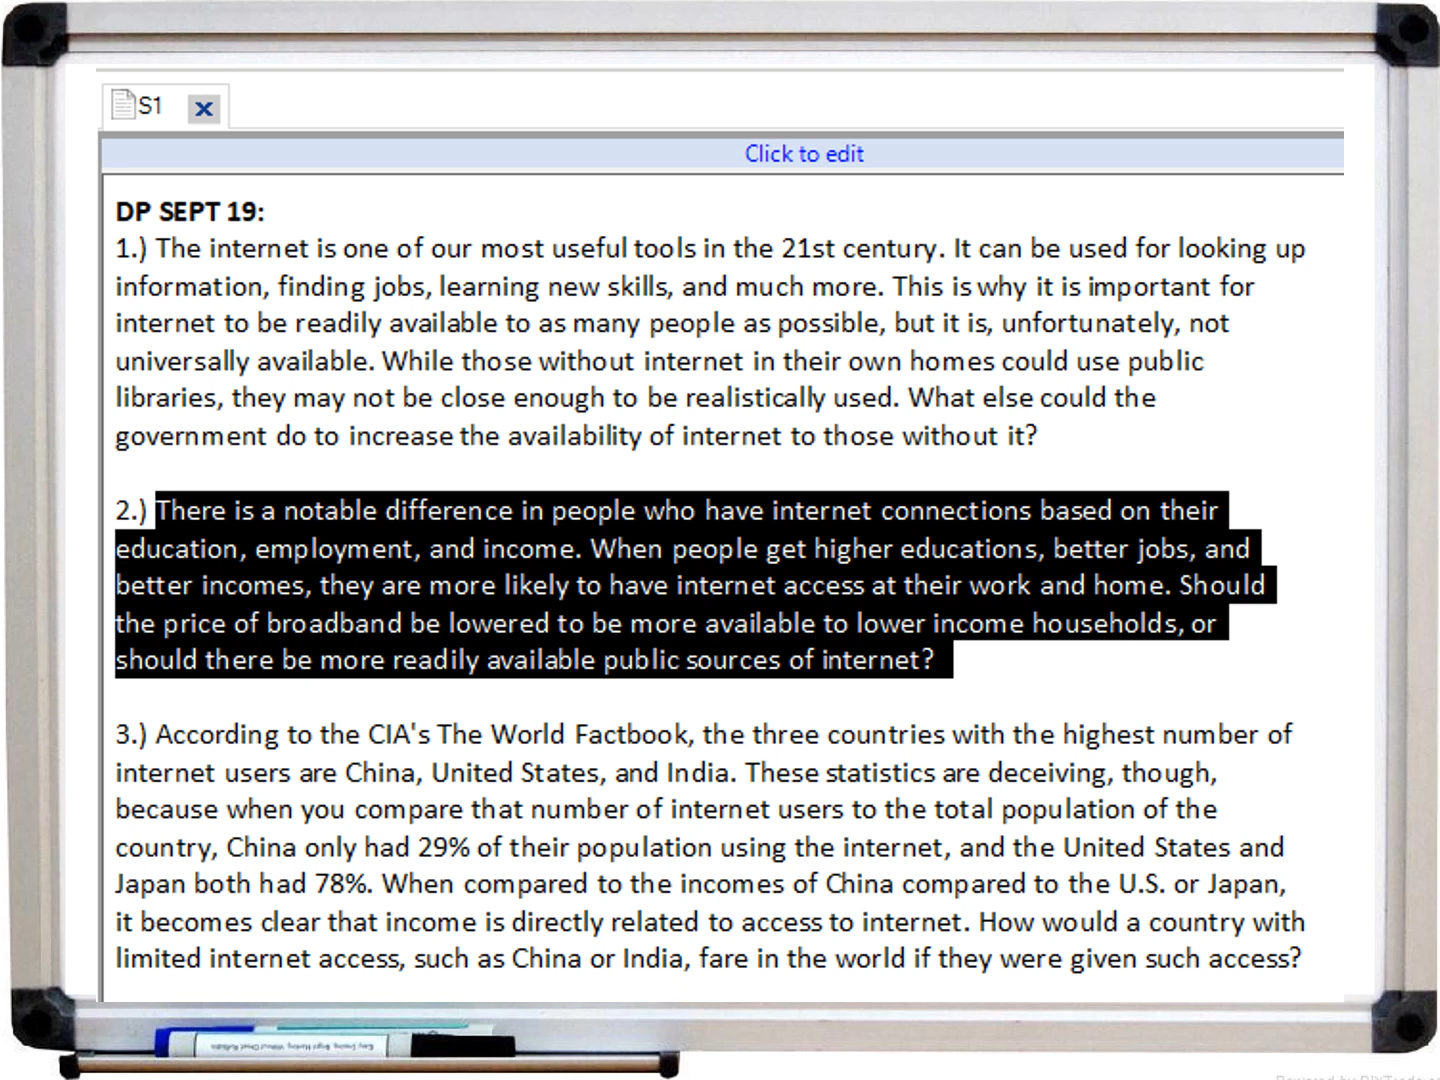 S1
Click to edit
DP SEPT 19:
1.) The internet is one of our most useful tools in the 21st century. It can be used for looking up
information, finding jobs, learning new skills, and much more. This is why it is important for
internet to be readily available to as many people as possible, but it is, unfortunately, not
universally available. While those without internet in their own homes could use public
libraries, they may not be close enough to be realistically used. What else could the
government do to increase the availability of internet to those without it?
2.) There is a notable difference in people who have internet connections based on their
education, employment, and income. When people get higher educations, better jobs, and
better incomes, they are more likely to have internet access at their work and home. Should
the price of broadband be lowered to be more available to lower income households, or
should there be more readily available public sources of internet?
3.) According to the CIA's The World Factbook, the three countries with the highest number of
internet users are China, United States, and India. These statistics are deceiving, though,
because when you compare that number of internet users to the total population of the
country, China only had 29% of their population using the internet, and the United States and
Japan both had 78%. When compared to the incomes of China compared to the U.S. or Japan,
it becomes clear that income is directly related to access to internet. How would a country with
limited internet access, such as China or India, fare in the world if they were given such access?